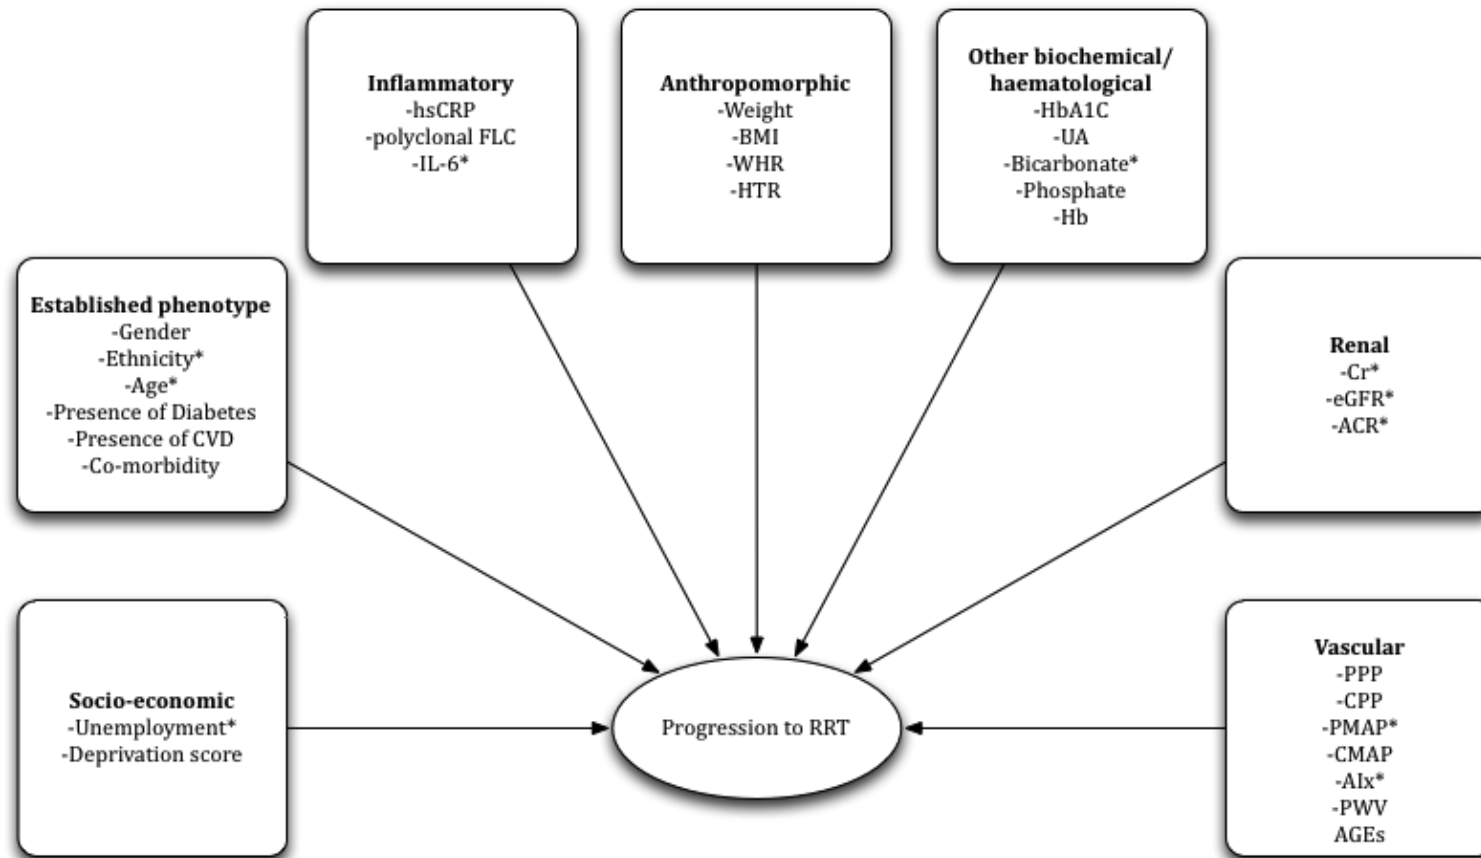 Inflammatory
-hsCRP
-polyclonal FLC
-IL-6*
Anthropomorphic
-Weight
-BMI
-WHR
-HTR
Other biochemical/
haematological
-HbA1C
-UA
-Bicarbonate*
-Phosphate
-Hb
Established phenotype
-Gender
-Ethnicity*
-Age*
-Presence of Diabetes
-Presence of CVD
-Co-morbidity
Renal
-Cr*
-eGFR*
-ACR*
Socio-economic
-Unemployment*
-Deprivation score
Progression to RRT
Vascular
-PPP
-CPP
-PMAP*
-CMAP
-AIx*
-PWV
AGEs